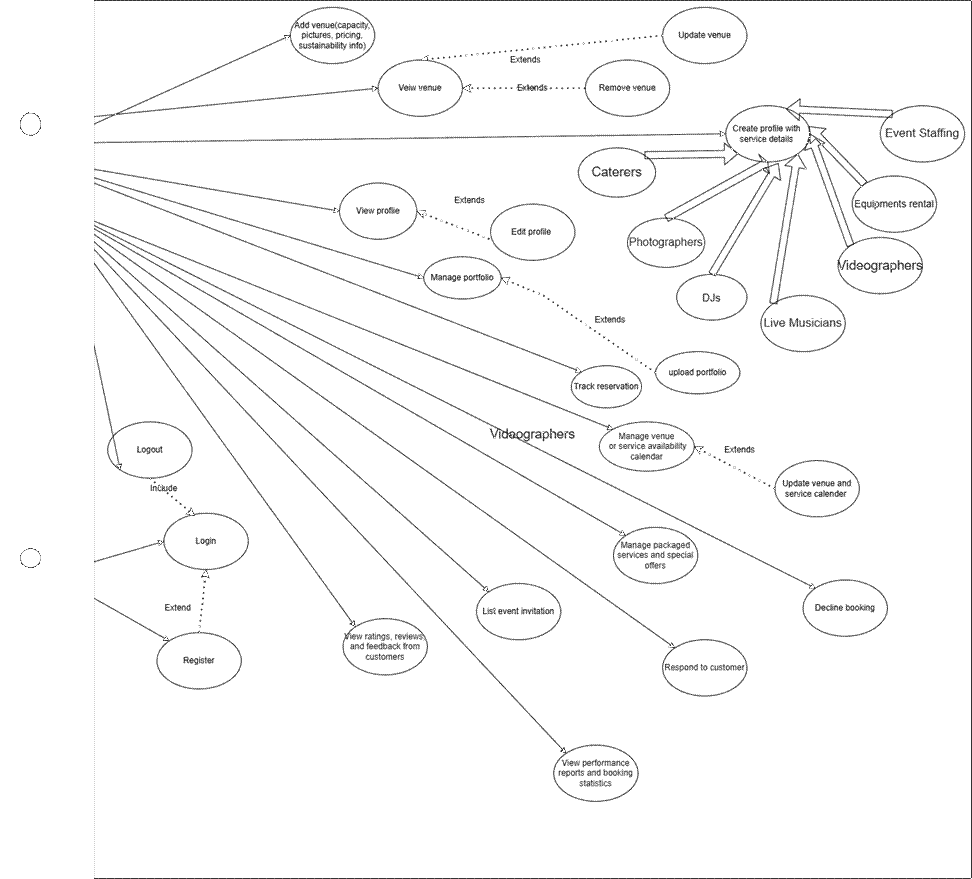 Add venue(capacity,
pictures, pricing,
sustainability info)
Update venue
Extends
Veiw venue
Extends
Remove venue
Create profile with
service details
Event Staffing
Caterers
Equipments rental
Photographers
Videographers
DJs
Live Musicians
View profile
Extends
Edit profile
Manage portfolio
Extends
upload portfolio
Track reservation
Videographers
Manage venue
or service availability
calendar
Extends
Update venue and
service calender
Logout
Include
Login
Extend
Register
Manage packaged
services and special
offers
List event invitation
Decline booking
View ratings, reviews,
and feedback from
customers
Respond to customer
View performance
reports and booking
statistics